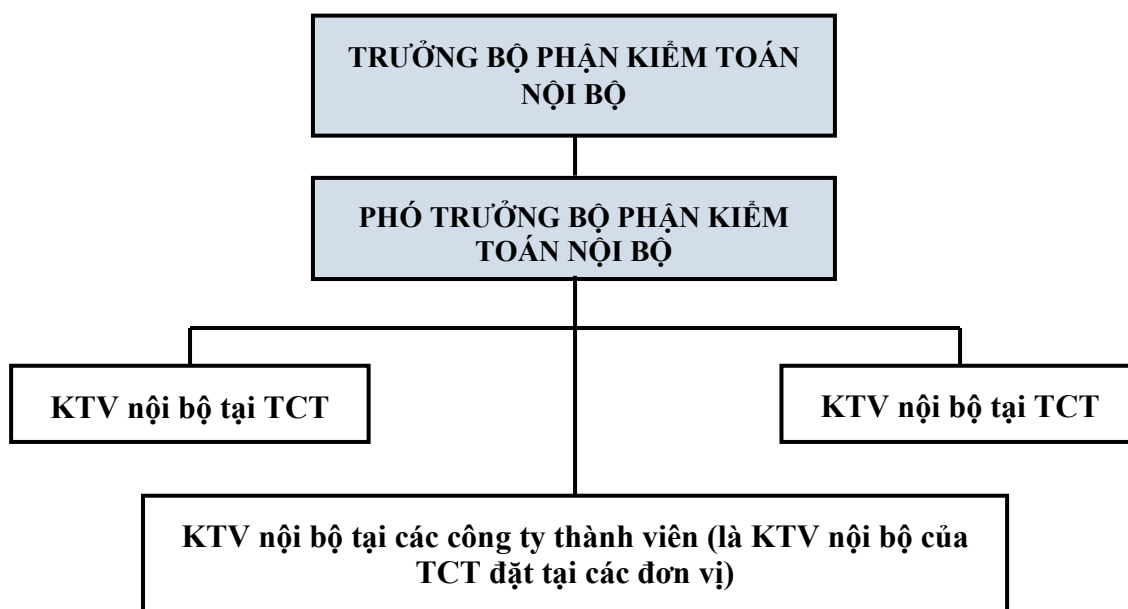 TRƯỞNG BỘ PHẬN KIỂM TOÁN
NỘI BỘ
PHÓ TRƯỞNG BỘ PHẬN KIỂM
TOÁN NỘI BỘ
KTV nội bộ tại TCT
KTV nội bộ tại TCT
KTV nội bộ tại các công ty thành viên (là KTV nội bộ của
TCT đặt tại các đơn vị)